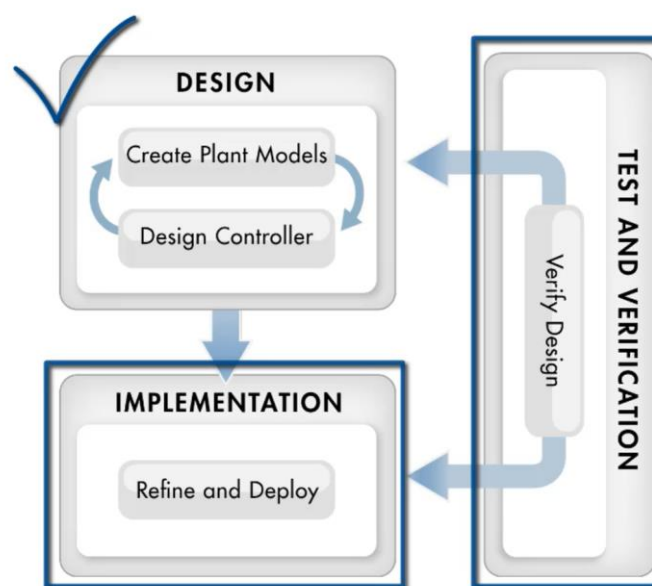 DESIGN
Create Plant Models
Design Controller
IMPLEMENTATION
Refine and Deploy
Verify Design
TEST AND VERIFICATION